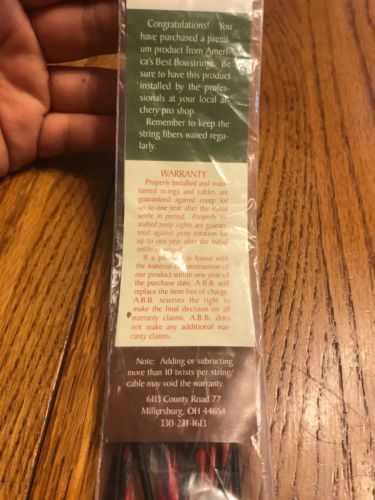 Congratulations! You
have purchased a premi-
um product from Ameri-
ca's Best Bowstrings. Be
sure to have this product
installed by the profes-
sionals at your local ar-
chery pro shop.
Remember to keep the
string fibers waxed regu-
larly.
WARRANTY
Properly installed and main-
tained strings and cables are
guaranteed against creep for
up to one year after the initial
settle in period. Properly in-
stalled peep sights are guaran-
teed against peep rotation for
up to one year after the initial
settle in period.
If a is found with
the material or construction of
our product within one year of
the purchase date, A.B.B. will
replace the item free of charge.
A.B.B. reserves the right to
make the final decision on all
warranty claims. A.B.B. does
not make any additional war-
ranty claims.
Note: Adding or subtracting
more than 10 twists per string/
cable may void the warranty.
6113 County Road 77
Millersburg, OH 44654
330-231-1613